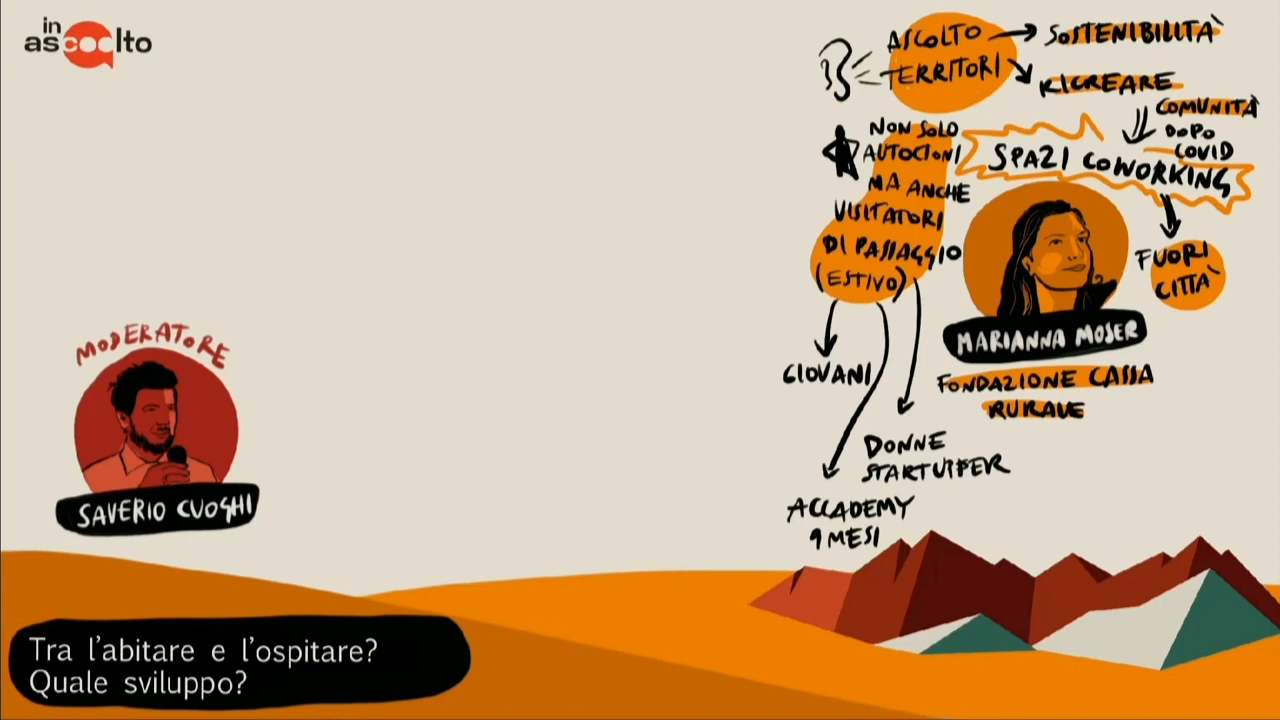 in
ascoolto
ASCOLTO
TERRITORI
SOSTENIBILITÀ
RICREARE
COMUNITÀ
DOPO
COVID
SPAZI COWORKING
FUORI
CITTÀ
NON SOLO
AUTOCTONI
MA ANCHE
VISITATORI
DI PASSAGGIO
(ESTIVO)
GIOVANI
DONNE
STARTUPPER
ACCADEMY
9 MESI
MARIANNA MOSER
FONDAZIONE CASSA
RURALE
MODERATORE
SAVERIO CUOGHI
Tra l'abitare e l'ospitare?
Quale sviluppo?